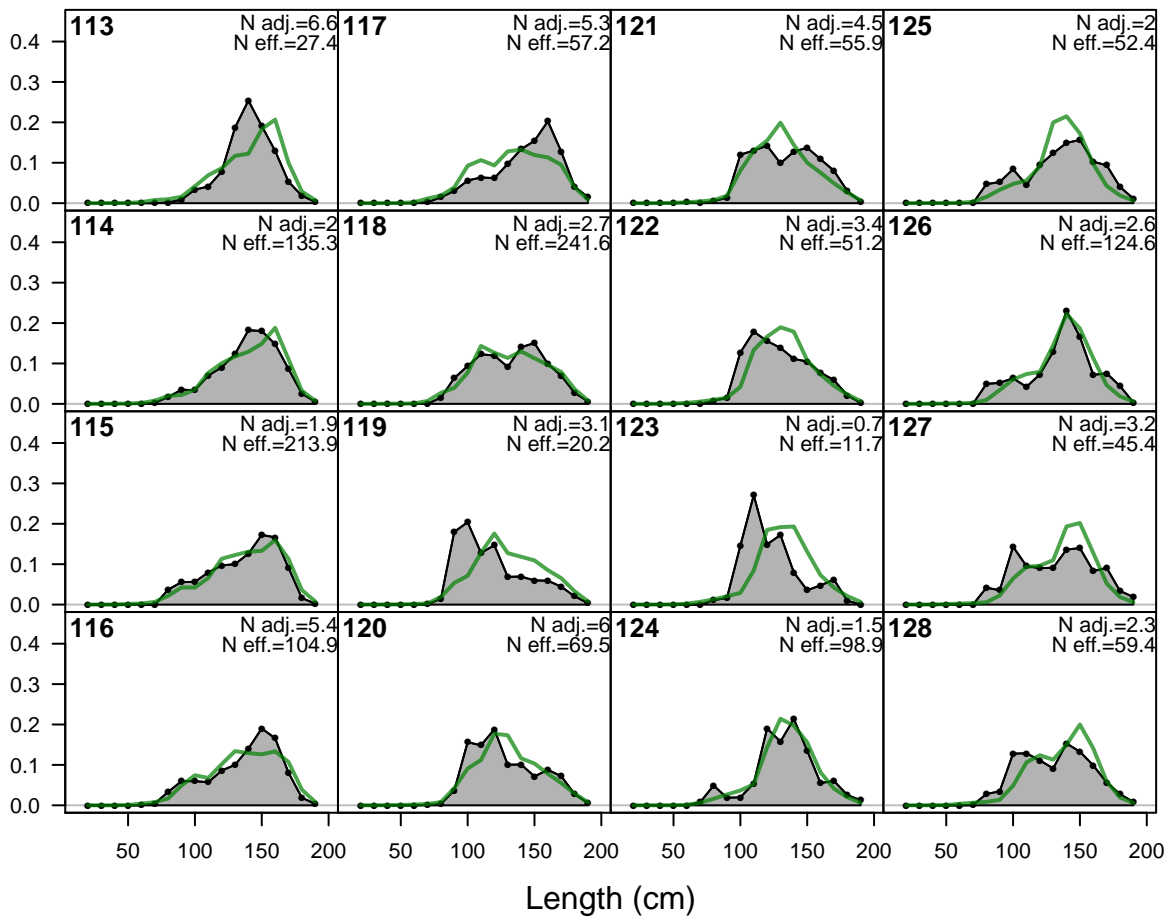 113 N adj.=6.6
N eff.=27.4
117 N adj.=5.3
N eff.=57.2
121 N adj.=4.5
N eff.=55.9
125 N adj.=2
N eff.=52.4
0.4
0.3
0.2
0.1
0.0
114 N adj.=2
N eff.=135.3
118 N adj.=2.7
N eff.=241.6
122 N adj.=3.4
N eff.=51.2
126 N adj.=2.6
N eff.=124.6
0.4
0.3
0.2
0.1
0.0
115 N adj.=1.9
N eff.=213.9
119 N adj.=3.1
N eff.=20.2
123 N adj.=0.7
N eff.=11.7
127 N adj.=3.2
N eff.=45.4
0.4
0.3
0.2
0.1
0.0
116 N adj.=5.4
N eff.=104.9
120 N adj.=6
N eff.=69.5
124 N adj.=1.5
N eff.=98.9
128 N adj.=2.3
N eff.=59.4
0.4
0.3
0.2
0.1
0.0
50 100 150 200 50 100 150 200 50 100 150 200 50 100 150 200
Length (cm)